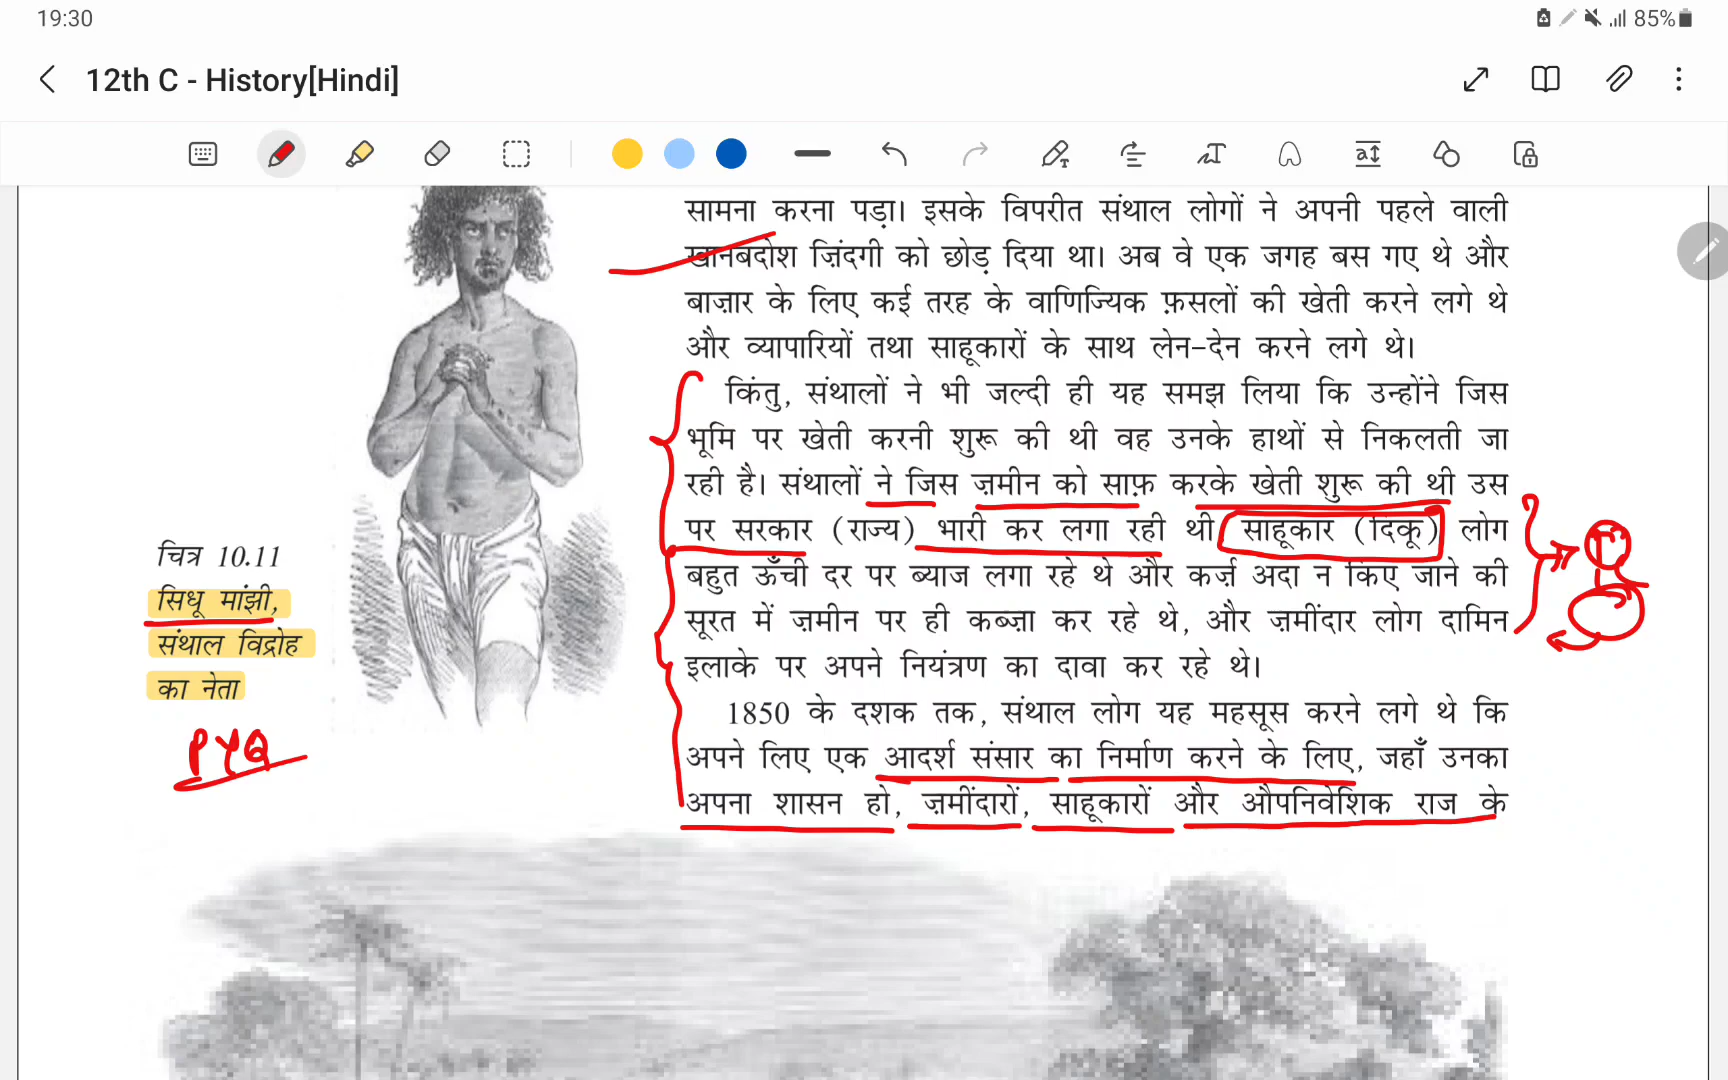 19:30
85%
12th C - History[Hindi]
सामना करना पड़ा। इसके विपरीत संथाल लोगों ने अपनी पहले वाली
खानबदोश ज़िंदगी को छोड़ दिया था। अब वे एक जगह बस गए थे और
बाज़ार के लिए कई तरह के वाणिज्यिक फ़सलों की खेती करने लगे थे
और व्यापारियों तथा साहूकारों के साथ लेन-देन करने लगे थे।
किंतु, संथालों ने भी जल्दी ही यह समझ लिया कि उन्होंने जिस
भूमि पर खेती करनी शुरू की थी वह उनके हाथों से निकलती जा
रही है। संथालों ने जिस ज़मीन को साफ़ करके खेती शुरू की थी उस
पर सरकार (राज्य) भारी कर लगा रही थी साहूकार (दिकू) लोग
बहुत ऊँची दर पर ब्याज लगा रहे थे और कर्ज़ अदा न किए जाने की
सूरत में ज़मीन पर ही कब्ज़ा कर रहे थे, और ज़मींदार लोग दामिन
इलाके पर अपने नियंत्रण का दावा कर रहे थे।
1850 के दशक तक, संथाल लोग यह महसूस करने लगे थे कि
अपने लिए एक आदर्श संसार का निर्माण करने के लिए, जहाँ उनका
अपना शासन हो, ज़मींदारों, साहूकारों और औपनिवेशिक राज के
चित्र 10.11
सिधू मांझी,
संथाल विद्रोह
का नेता
PYQ